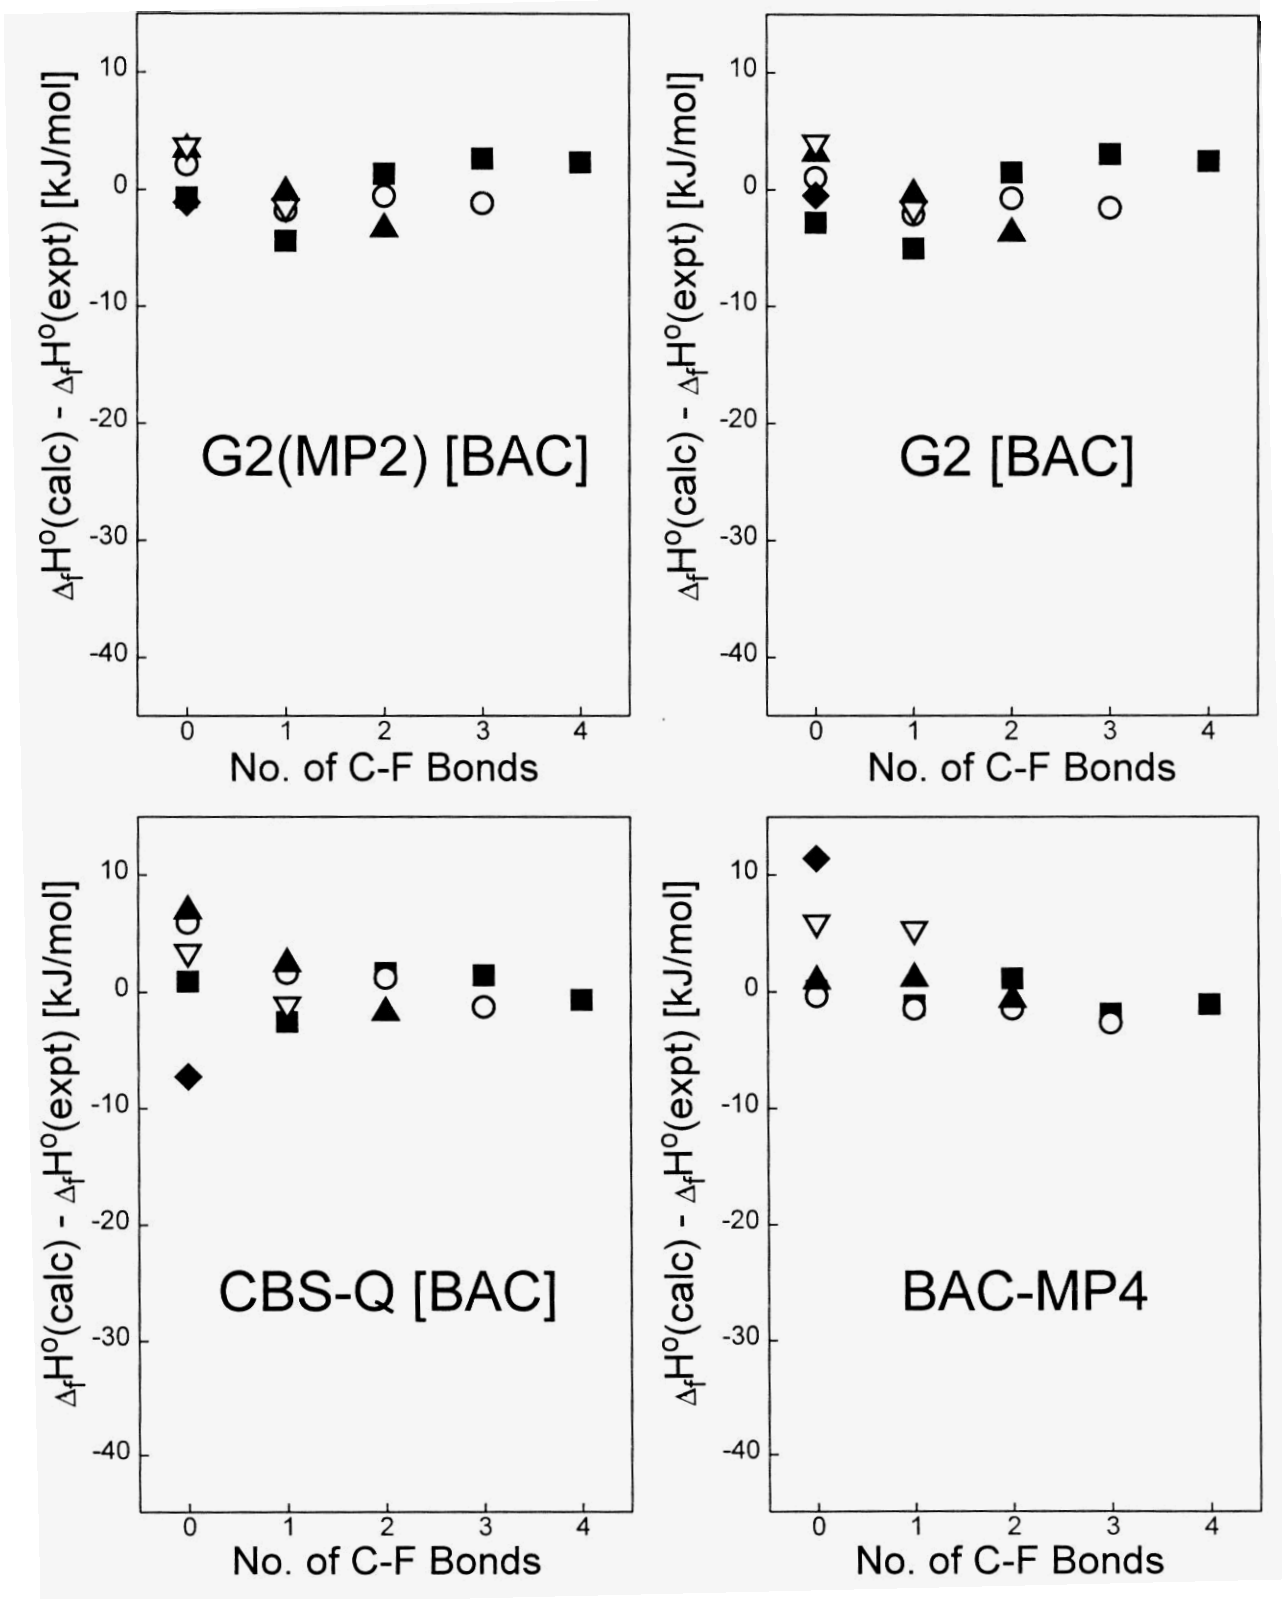 ΔfHº(calc) - ΔfHº(expt) [kJ/mol]
10
0
-10
-20
-30
-40
G2(MP2) [BAC]
0 1 2 3 4
No. of C-F Bonds
ΔfHº(calc) - ΔfHº(expt) [kJ/mol]
10
0
-10
-20
-30
-40
G2 [BAC]
0 1 2 3 4
No. of C-F Bonds
ΔfHº(calc) - ΔfHº(expt) [kJ/mol]
10
0
-10
-20
-30
-40
CBS-Q [BAC]
0 1 2 3 4
No. of C-F Bonds
ΔfHº(calc) - ΔfHº(expt) [kJ/mol]
10
0
-10
-20
-30
-40
BAC-MP4
0 1 2 3 4
No. of C-F Bonds